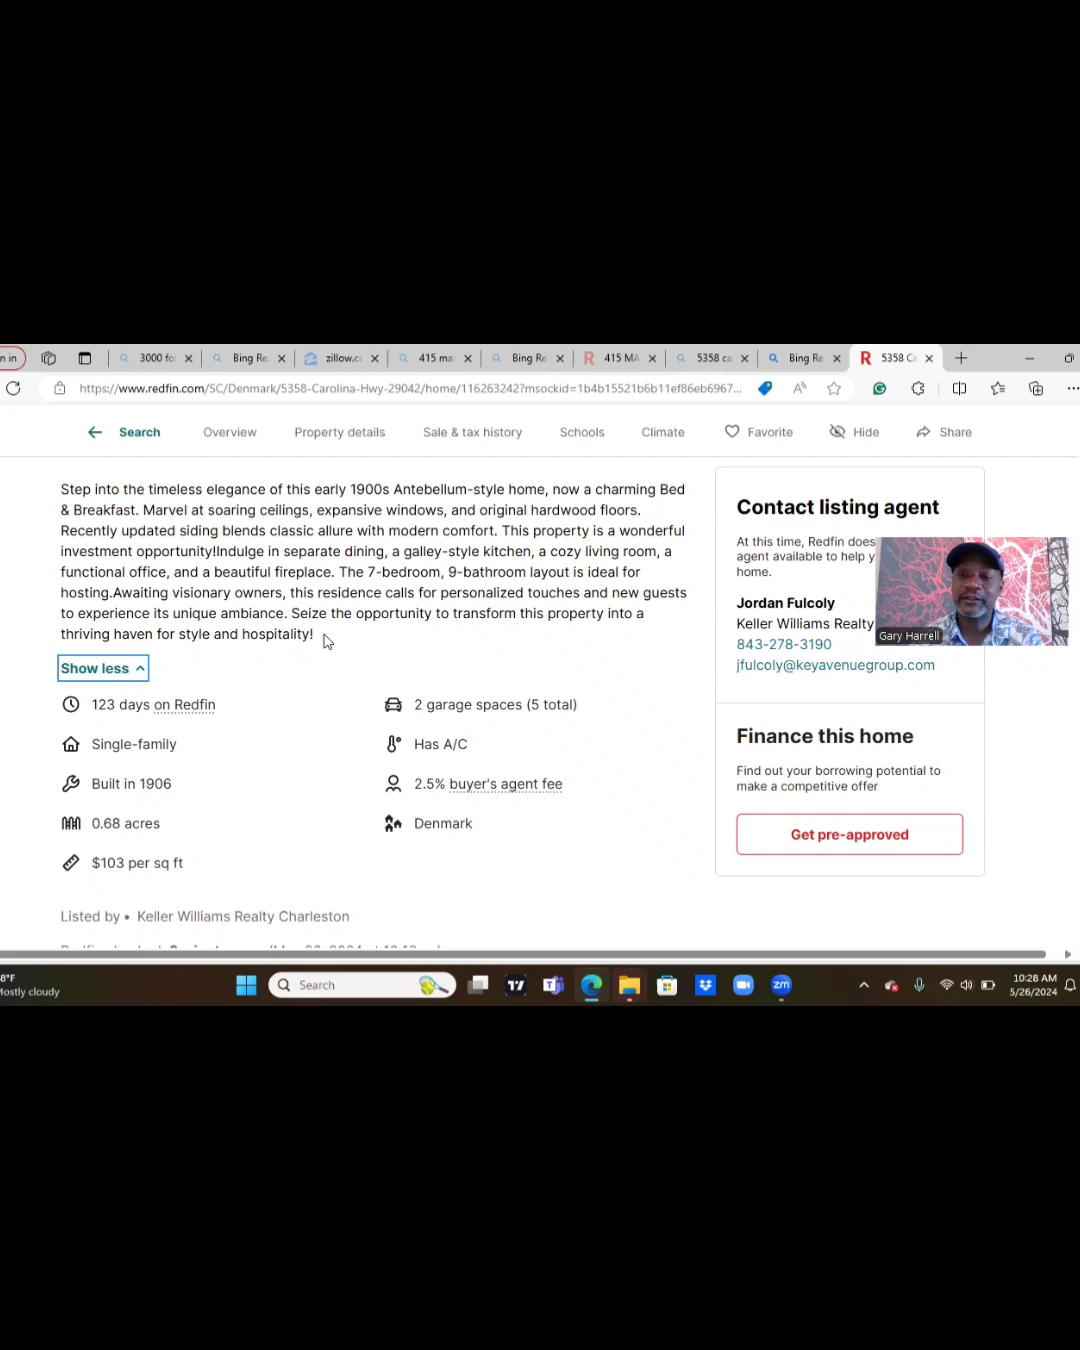 n in
3000 fo
Bing Re
zillow.cc
415 ma
Bing Re
415 MA
5358 ca
Bing Re
5358 Ca
https://www.redfin.com/SC/Denmark/5358-Carolina-Hwy-29042/home/116263242?msockid=1b4b15521b6b11ef86eb6967...
Search
Overview
Property details
Sale & tax history
Schools
Climate
Favorite
Hide
Share
Step into the timeless elegance of this early 1900s Antebellum-style home, now a charming Bed
& Breakfast. Marvel at soaring ceilings, expansive windows, and original hardwood floors.
Recently updated siding blends classic allure with modern comfort. This property is a wonderful
investment opportunity!Indulge in separate dining, a galley-style kitchen, a cozy living room, a
functional office, and a beautiful fireplace. The 7-bedroom, 9-bathroom layout is ideal for
hosting.Awaiting visionary owners, this residence calls for personalized touches and new guests
to experience its unique ambiance. Seize the opportunity to transform this property into a
thriving haven for style and hospitality!
Show less
123 days on Redfin
2 garage spaces (5 total)
Single-family
Has A/C
Built in 1906
2.5% buyer's agent fee
0.68 acres
Denmark
$103 per sq ft
Listed by • Keller Williams Realty Charleston
Contact listing agent
At this time, Redfin does
agent available to help y
home.
Jordan Fulcoly
Keller Williams Realty
843-278-3190
jfulcoly@keyavenuegroup.com
Gary Harrell
Finance this home
Find out your borrowing potential to
make a competitive offer
Get pre-approved
8°F
Mostly cloudy
Search
zm
10:28 AM
5/26/2024